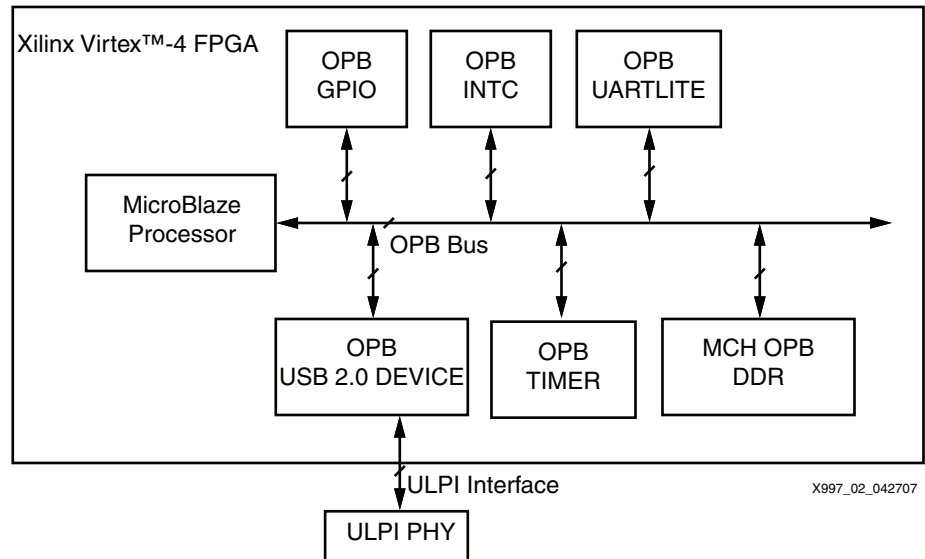 Xilinx Virtex™-4 FPGA
OPB
GPIO
OPB
INTC
OPB
UARTLITE
MicroBlaze
Processor
OPB Bus
OPB
USB 2.0 DEVICE
OPB
TIMER
MCH OPB
DDR
ULPI Interface
X997_02_042707
ULPI PHY